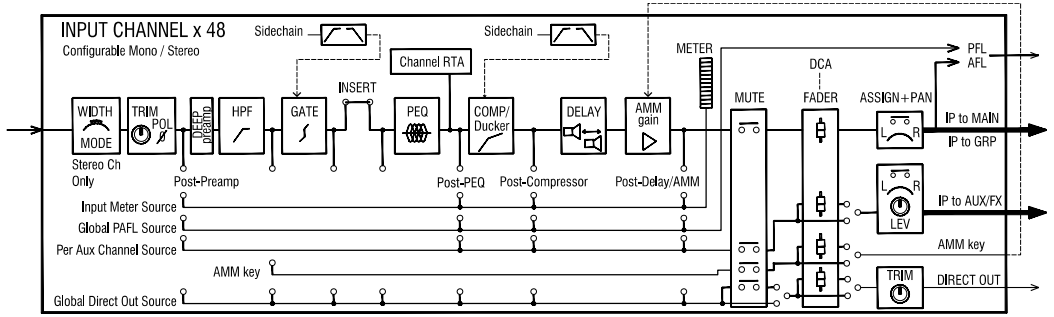 INPUT CHANNEL x 48
Configurable Mono / Stereo
Sidechain
Sidechain
Channel RTA
METER
PFL
AFL
DCA
INSERT
MUTE
FADER
ASSIGN+PAN
WIDTH
MODE
TRIM
POL
DEEP
preamp
HPF
GATE
PEQ
COMP/
Ducker
DELAY
AMM
gain
L R
IP to MAIN
IP to GRP
Stereo Ch
Only
Post-Preamp
Post-PEQ
Post-Compressor
Post-Delay/AMM
Input Meter Source
L R
LEV
IP to AUX/FX
Global PAFL Source
Per Aux Channel Source
AMM key
AMM key
TRIM
DIRECT OUT
Global Direct Out Source